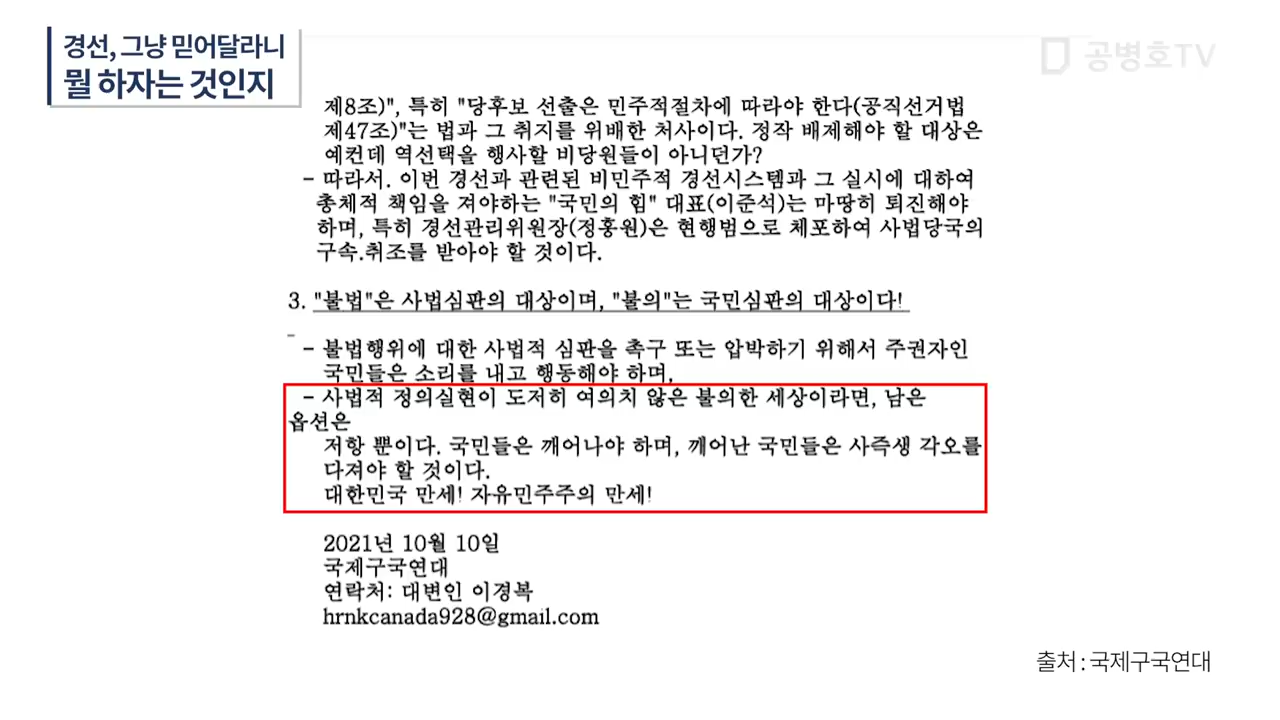 경선, 그냥 믿어달라니
뭘 하자는 것인지
공병호TV
제8조)", 특히 "당후보 선출은 민주적절차에 따라야 한다(공직선거법
제47조)"는 법과 그 취지를 위배한 처사이다. 정작 배제해야 할 대상은
예컨데 역선택을 행사할 비당원들이 아니던가?
- 따라서. 이번 경선과 관련된 비민주적 경선시스템과 그 실시에 대하여
총체적 책임을 져야하는 "국민의 힘" 대표(이준석)는 마땅히 퇴진해야
하며, 특히 경선관리위원장(정홍원)은 현행범으로 체포하여 사법당국의
구속.취조를 받아야 할 것이다.
3. "불법"은 사법심판의 대상이며, "불의"는 국민심판의 대상이다!
-
- 불법행위에 대한 사법적 심판을 촉구 또는 압박하기 위해서 주권자인
국민들은 소리를 내고 행동해야 하며,
- 사법적 정의실현이 도저히 여의치 않은 불의한 세상이라면, 남은
옵션은
저항 뿐이다. 국민들은 깨어나야 하며, 께어난 국민들은 사즉생 각오를
다져야 할 것이다.
대한민국 만세! 자유민주주의 만세!
2021년 10월 10일
국제구국연대
연락처: 대변인 이경복
hrnkcanada928@gmail.com
출처 : 국제구국연대